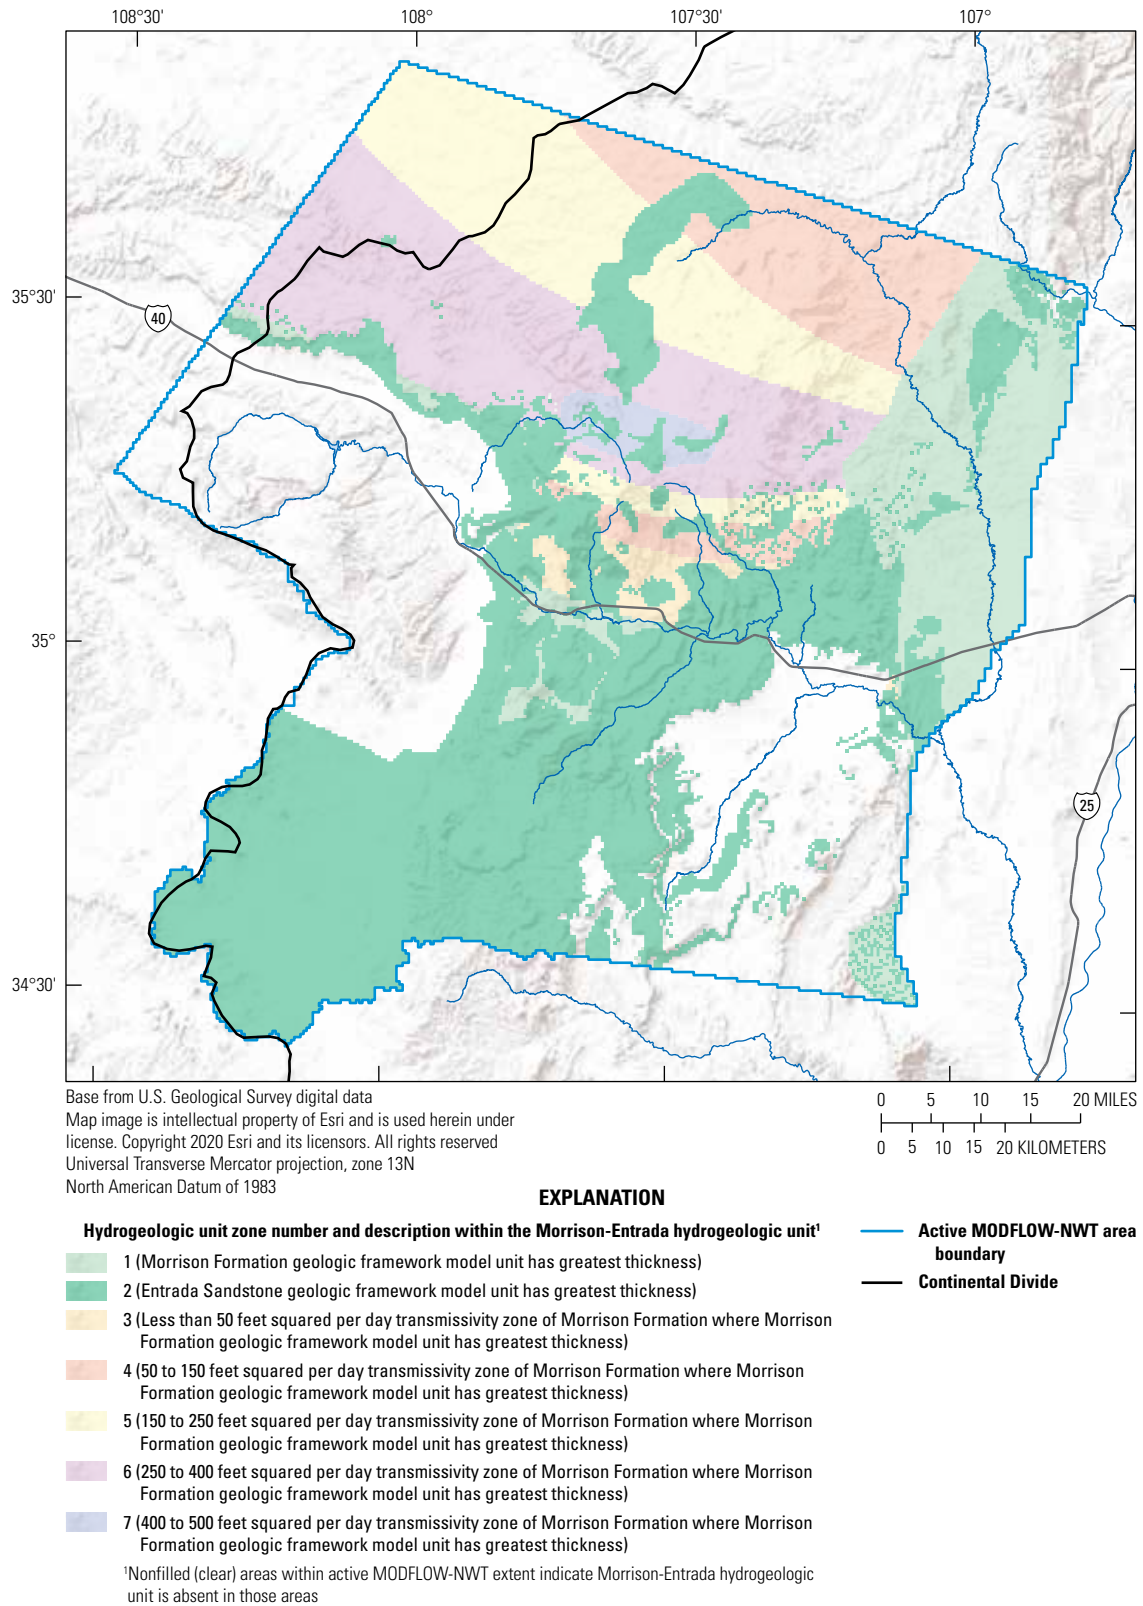 108°30'
108°
107°30'
107°
35°30'
40
35°
25
34°30'
Base from U.S. Geological Survey digital data
Map image is intellectual property of Esri and is used herein under
license. Copyright 2020 Esri and its licensors. All rights reserved
Universal Transverse Mercator projection, zone 13N
North American Datum of 1983
0 5 10 15 20 MILES
0 5 10 15 20 KILOMETERS
EXPLANATION
Hydrogeologic unit zone number and description within the Morrison-Entrada hydrogeologic unit¹
1 (Morrison Formation geologic framework model unit has greatest thickness)
2 (Entrada Sandstone geologic framework model unit has greatest thickness)
3 (Less than 50 feet squared per day transmissivity zone of Morrison Formation where Morrison
Formation geologic framework model unit has greatest thickness)
4 (50 to 150 feet squared per day transmissivity zone of Morrison Formation where Morrison
Formation geologic framework model unit has greatest thickness)
5 (150 to 250 feet squared per day transmissivity zone of Morrison Formation where Morrison
Formation geologic framework model unit has greatest thickness)
6 (250 to 400 feet squared per day transmissivity zone of Morrison Formation where Morrison
Formation geologic framework model unit has greatest thickness)
7 (400 to 500 feet squared per day transmissivity zone of Morrison Formation where Morrison
Formation geologic framework model unit has greatest thickness)
¹Nonfilled (clear) areas within active MODFLOW-NWT extent indicate Morrison-Entrada hydrogeologic
unit is absent in those areas
Active MODFLOW-NWT area
boundary
Continental Divide